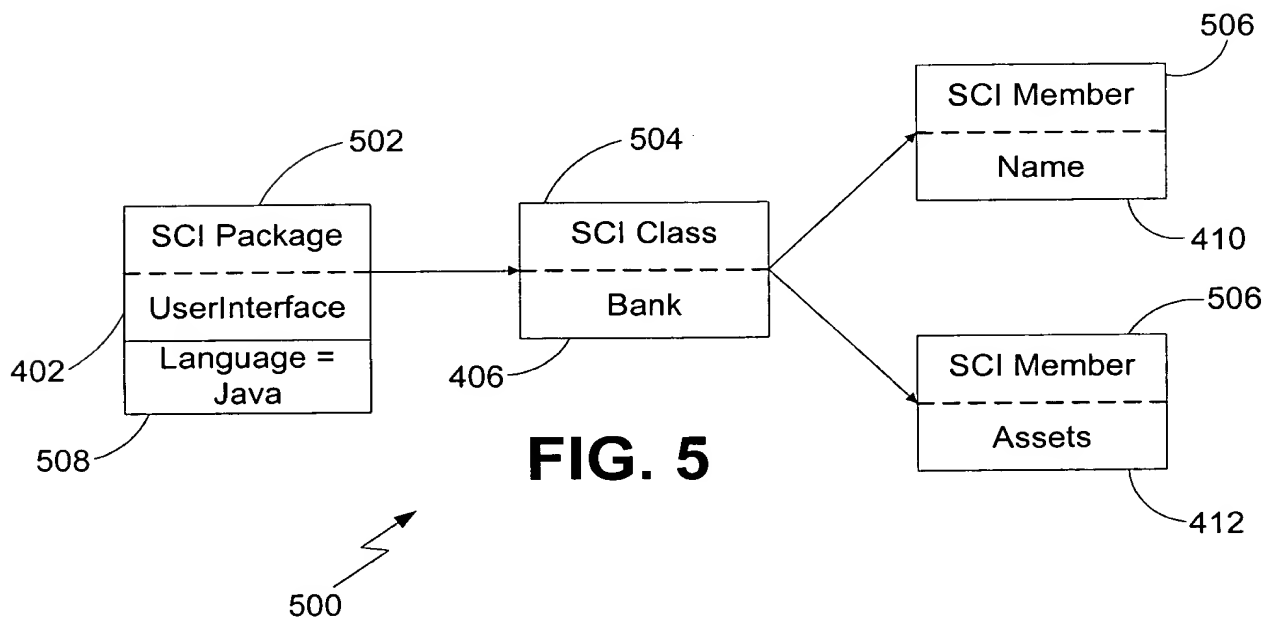 506
SCI Member
Name
410
502
SCI Package
UserInterface
Language =
Java
402
508
504
SCI Class
Bank
406
506
SCI Member
Assets
412
FIG. 5
500